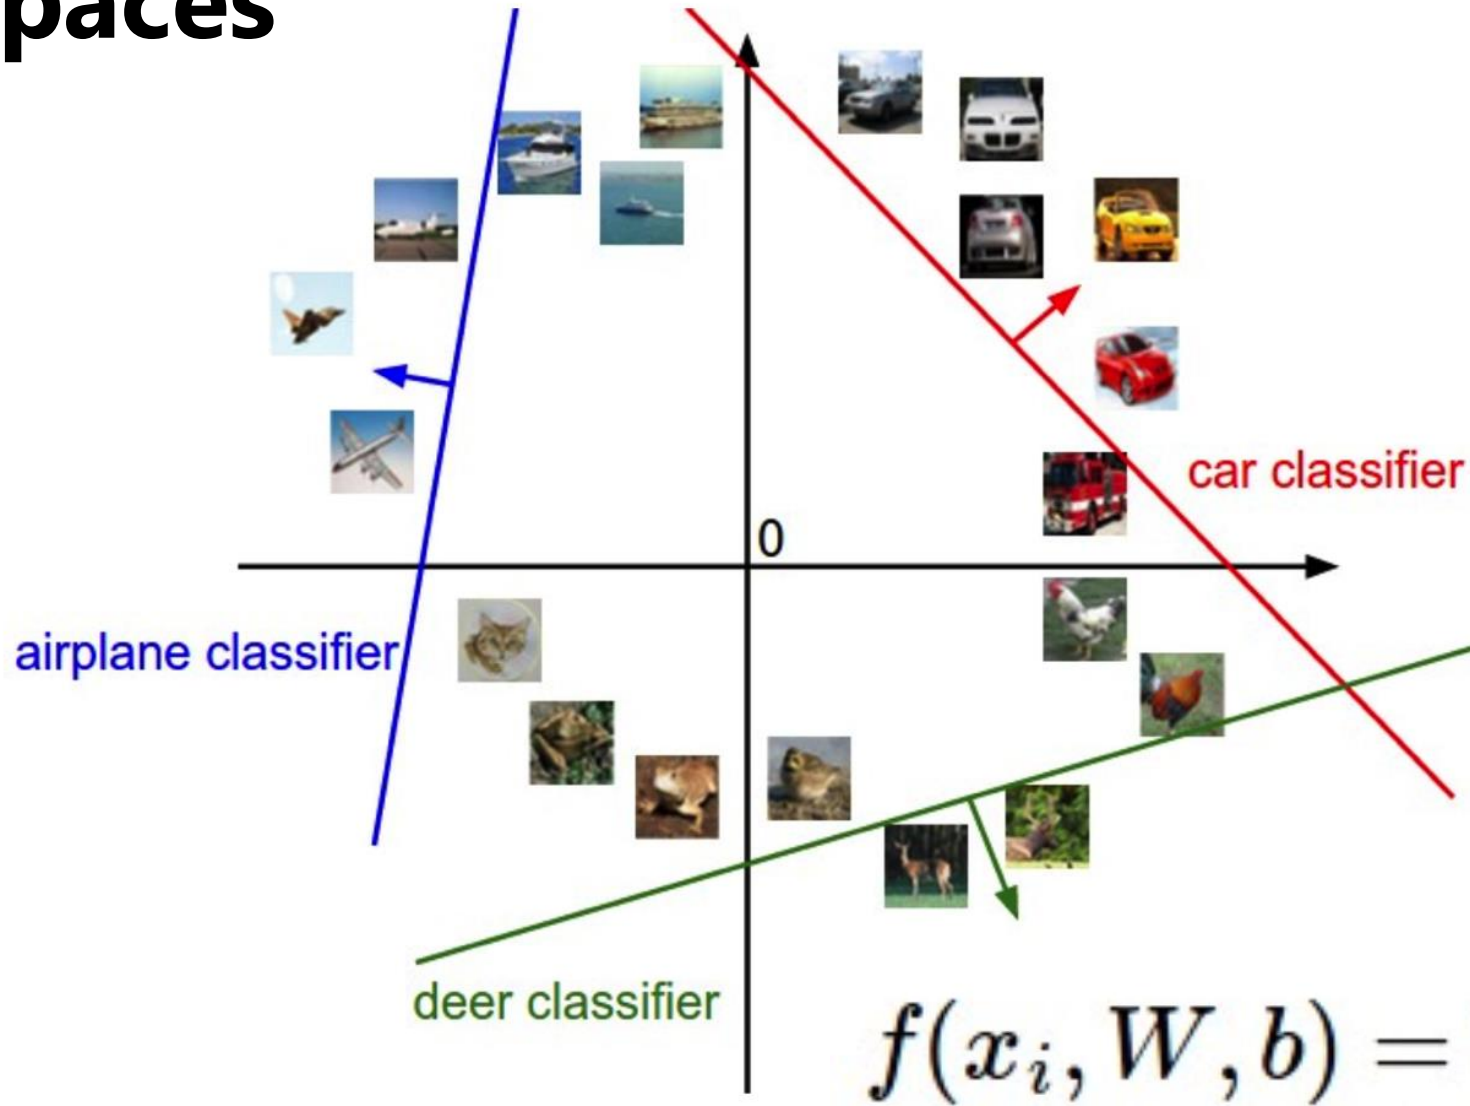 paces
0
car classifier
airplane classifier
deer classifier
f(x_i, W, b) =